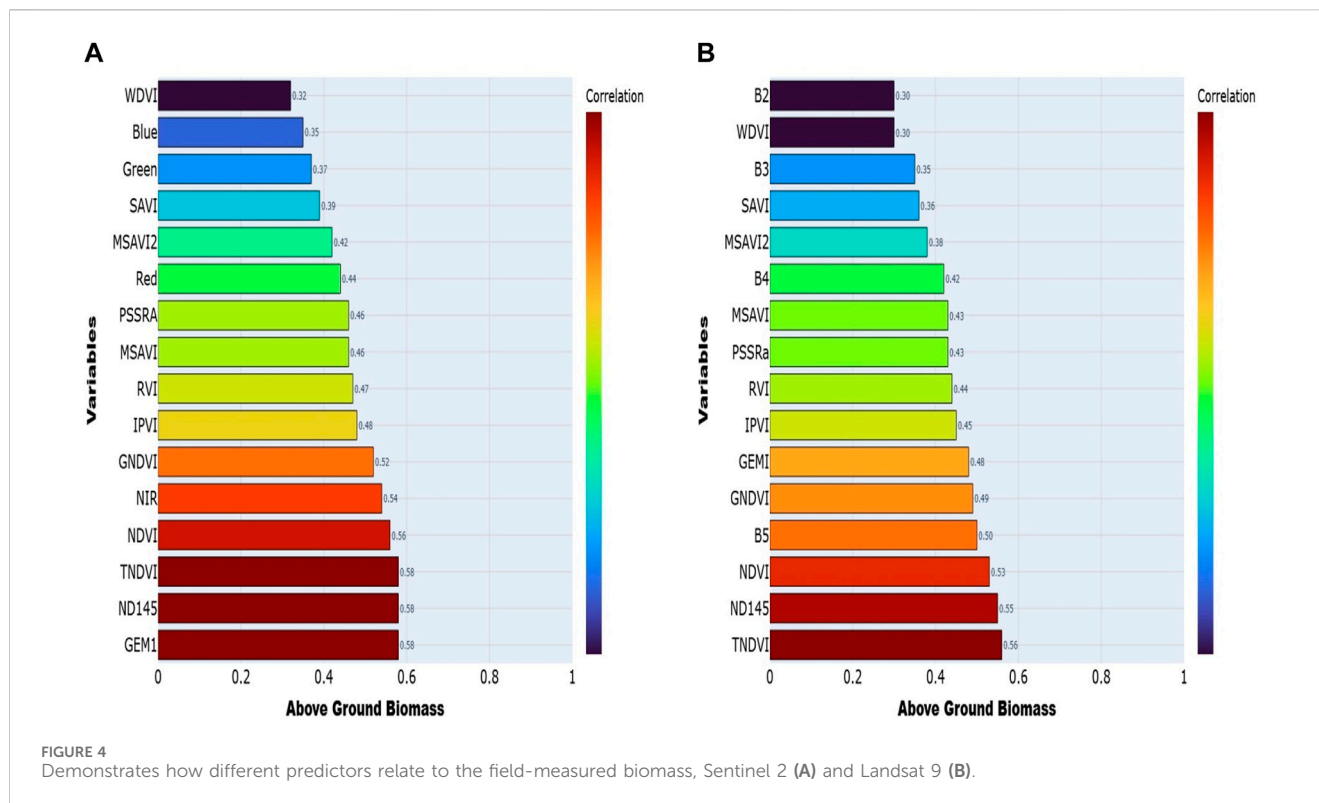 A
WDVI
0.32
Blue
0.35
Green
0.37
SAVI
0.39
MSAVI2
0.42
Red
0.44
PSSRA
0.46
MSAVI
0.46
RVI
0.47
IPVI
0.48
GNDVI
0.52
NIR
0.54
NDVI
0.56
TNDVI
0.58
ND145
0.58
GEM1
0.58
0 0.2 0.4 0.6 0.8 1
Above Ground Biomass
Variables
Correlation
B
B2
0.30
WDVI
0.30
B3
0.35
SAVI
0.36
MSAVI2
0.38
B4
0.42
MSAVI
0.43
PSSRa
0.43
RVI
0.44
IPVI
0.45
GEMI
0.48
GNDVI
0.49
B5
0.50
NDVI
0.53
ND145
0.55
TNDVI
0.56
0 0.2 0.4 0.6 0.8 1
Above Ground Biomass
Variables
Correlation
FIGURE 4
Demonstrates how different predictors relate to the field-measured biomass, Sentinel 2 (A) and Landsat 9 (B).